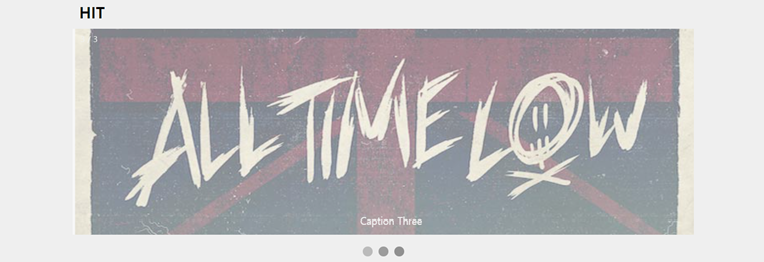 HIT
3
ALL TIME LOW
Caption Three